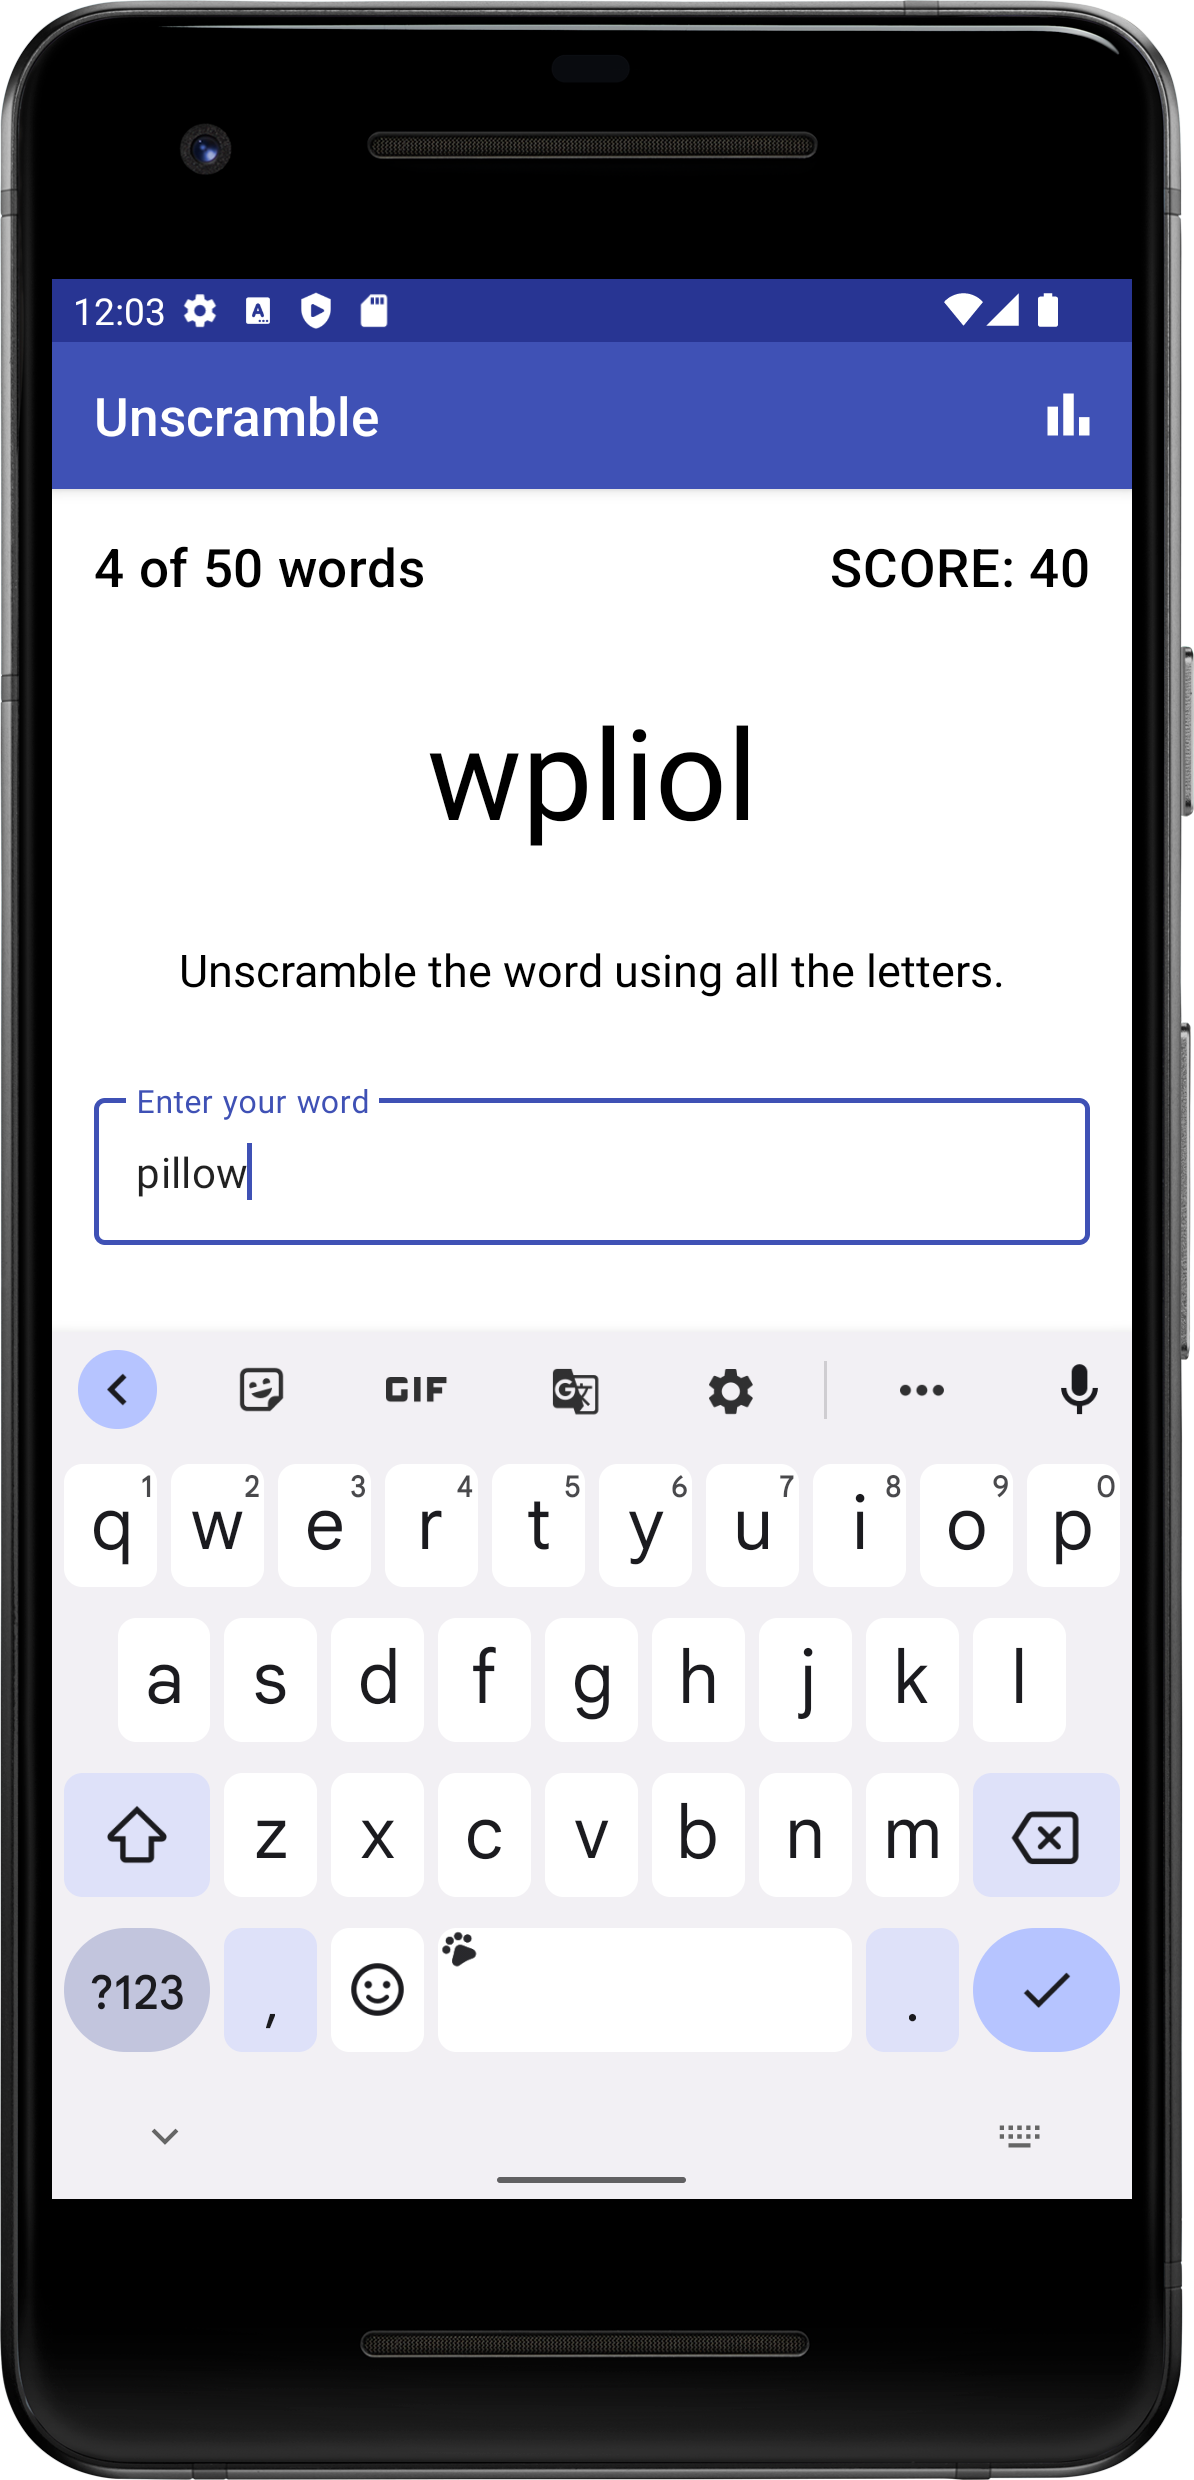 12:03
Unscramble
4 of 50 words SCORE: 40
wpliol
Unscramble the word using all the letters.
Enter your word
pillow
GIF
1 2 3 4 5 6 7 8 9 0
q w e r t y u i o p
a s d f g h j k l
z x c v b n m
?123 , .